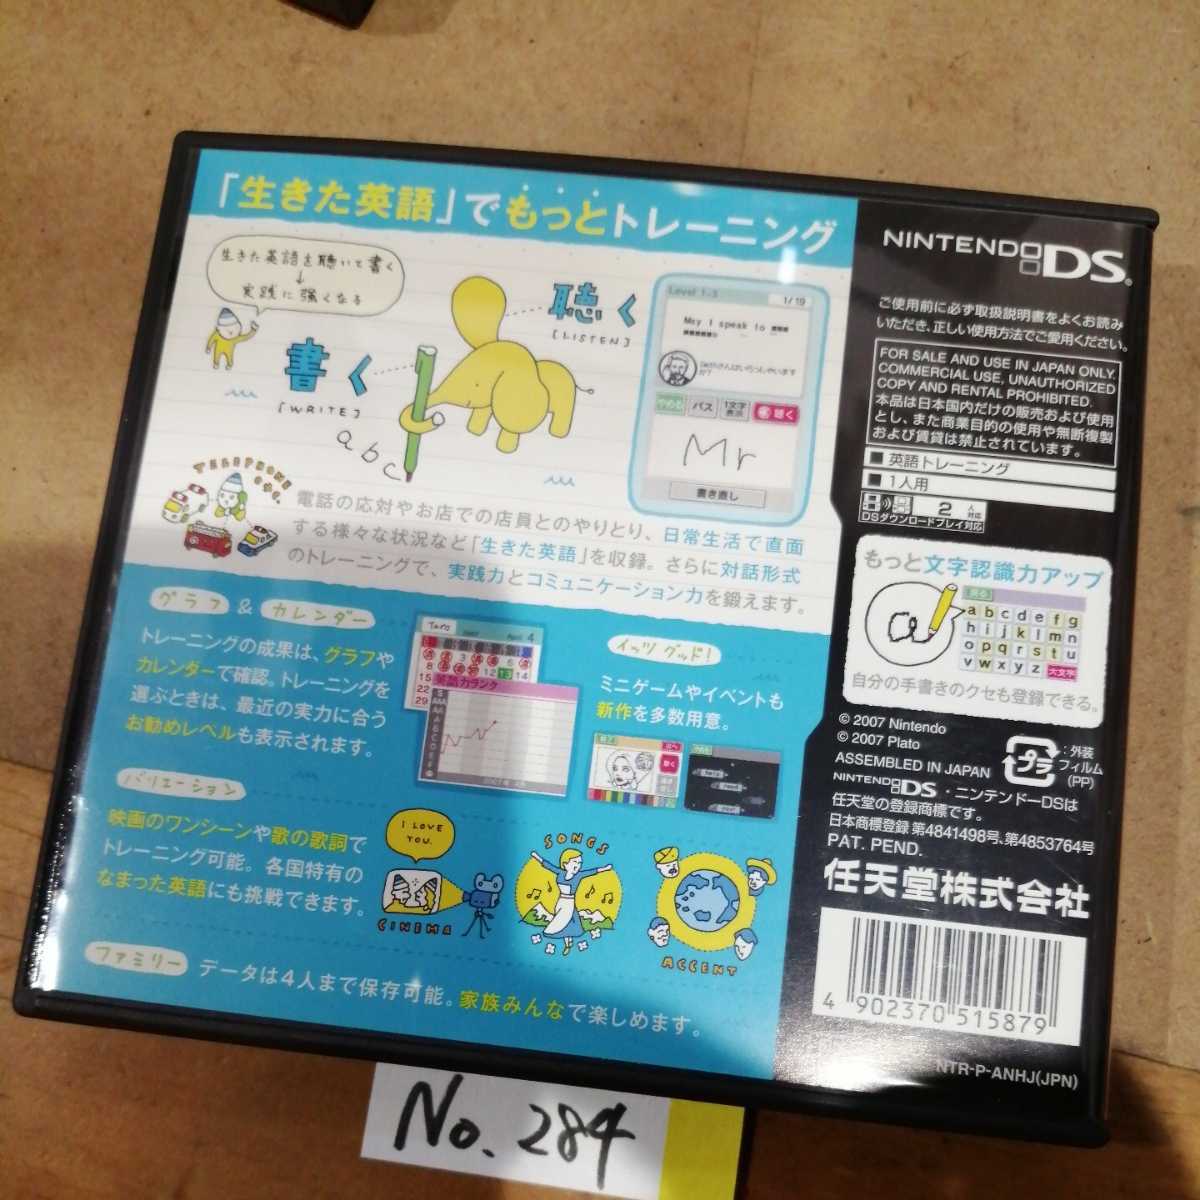 「生きた英語」でもっとトレーニング
生きた英語を聴いて書く
↓
実践に強くなる
聴く
[LISTEN]
書く
[WRITE]
abc
Level 1-3
1/19
May I speak to
やめる
パス
1文字
表示
聴く
Mr
書き直し
TELEPHONE
ETC.
電話の応対やお店での店員とのやりとり、日常生活で直面
する様々な状況など「生きた英語」を収録。さらに対話形式
のトレーニングで、実践力とコミュニケーション力を鍛えます。
グラフ & カレンダー
トレーニングの成果は、グラフや
カレンダーで確認。トレーニングを
選ぶときは、最近の実力に合う
お勧めレベルも表示されます。
Taro
2007
April 4
英語力ランク
イッツ グッド!
ミニゲームやイベントも
新作を多数用意。
バリエーション
映画のワンシーンや歌の歌詞で
トレーニング可能。各国特有の
なまった英語にも挑戦できます。
I LOVE
YOU.
CINEMA
SONGS
ACCENT
ファミリー
データは4人まで保存可能。家族みんなで楽しめます。
NINTENDO DS®
ご使用前に必ず取扱説明書をよくお読み
いただき、正しい使用方法でご愛用ください。
FOR SALE AND USE IN JAPAN ONLY.
COMMERCIAL USE, UNAUTHORIZED
COPY AND RENTAL PROHIBITED.
本品は日本国内だけの販売および使用
とし、また商業目的の使用や無断複製
および賃貸は禁止されています。
英語トレーニング
1人用
2人対応
DSダウンロードプレイ対応
もっと文字認識力アップ
戻る
a b c d e f g
h i j k l m n
o p q r s t u
v w x y z 大文字
自分の手書きのクセも登録できる。
© 2007 Nintendo
© 2007 Plato
ASSEMBLED IN JAPAN
プラ
:外装
フィルム
(PP)
NINTENDO DS・ニンテンドーDSは
任天堂の登録商標です。
日本商標登録 第4841498号、第4853764号
PAT. PEND.
任天堂株式会社
4 902370 515879
NTR-P-ANHJ(JPN)
No.284